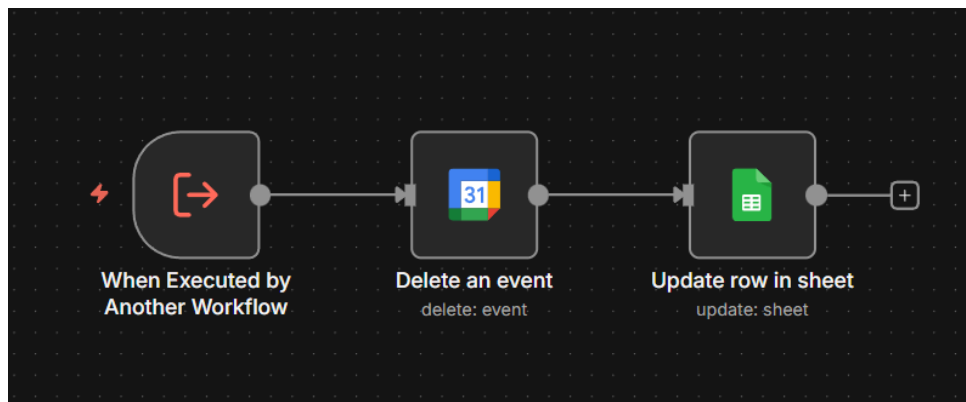 31
When Executed by
Another Workflow
Delete an event
delete: event
Update row in sheet
update: sheet